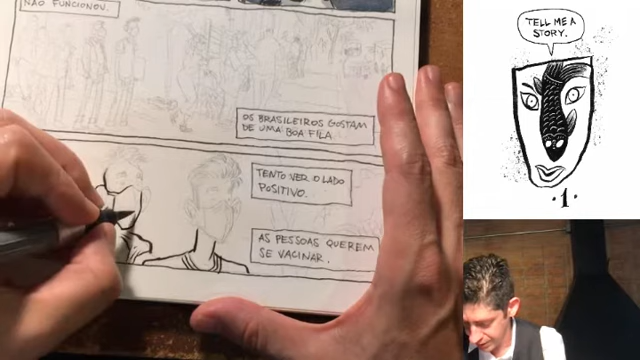 NÃO FUNCIONOU.
OS BRASILEIROS GOSTAM
DE UMA BOA FILA.
TENTO VER O LADO
POSITIVO...
AS PESSOAS QUEREM
SE VACINAR.
TELL ME A
STORY.
·1·